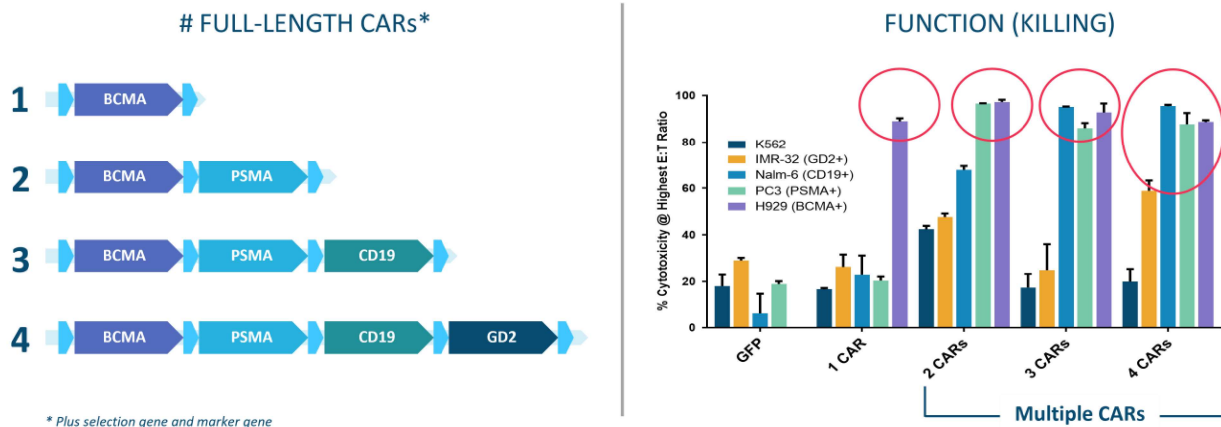 # FULL-LENGTH CARs*
1
BCMA
2
BCMA PSMA
3
BCMA PSMA CD19
4
BCMA PSMA CD19 GD2
* Plus selection gene and marker gene
FUNCTION (KILLING)
% Cytotoxicity @ Highest E:T Ratio
100
80
60
40
20
0
K562
IMR-32 (GD2+)
Nalm-6 (CD19+)
PC3 (PSMA+)
H929 (BCMA+)
GFP
1 CAR
2 CARs
3 CARs
4 CARs
Multiple CARs